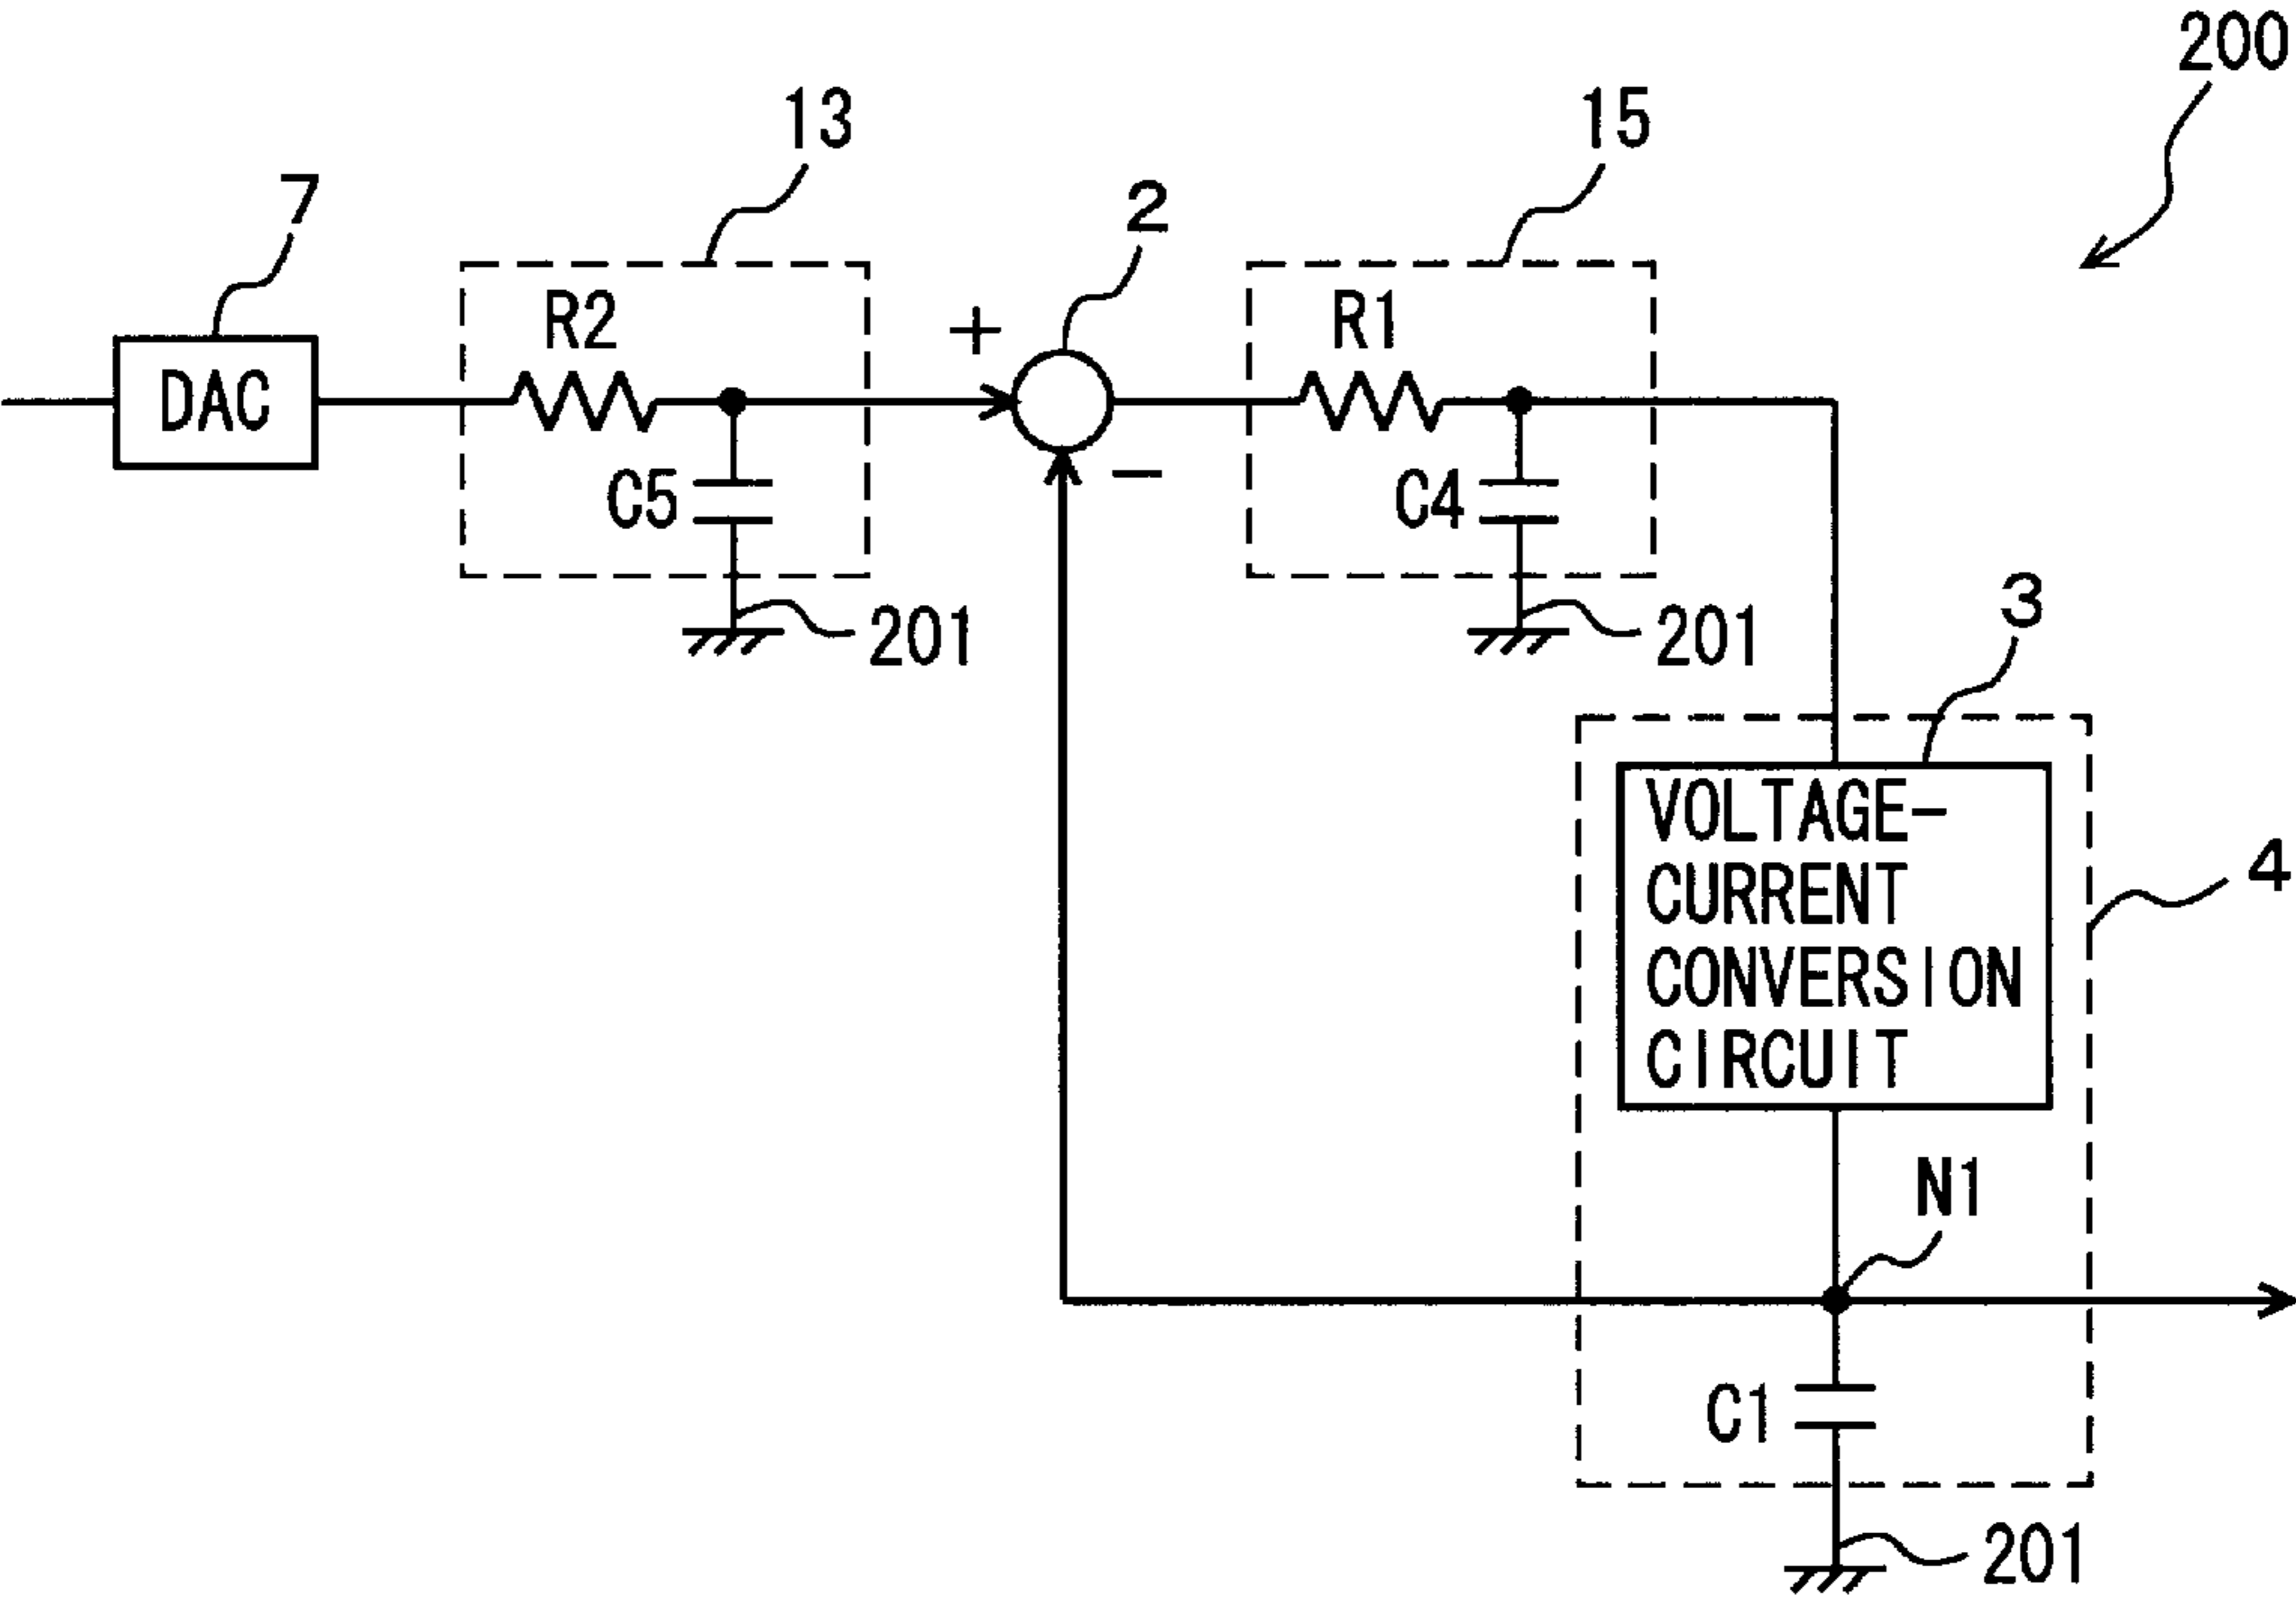 200
13
15
7
2
R2
R1
+
DAC
C5
C4
−
201
201
3
VOLTAGE-
CURRENT
CONVERSION
CIRCUIT
4
N1
C1
201